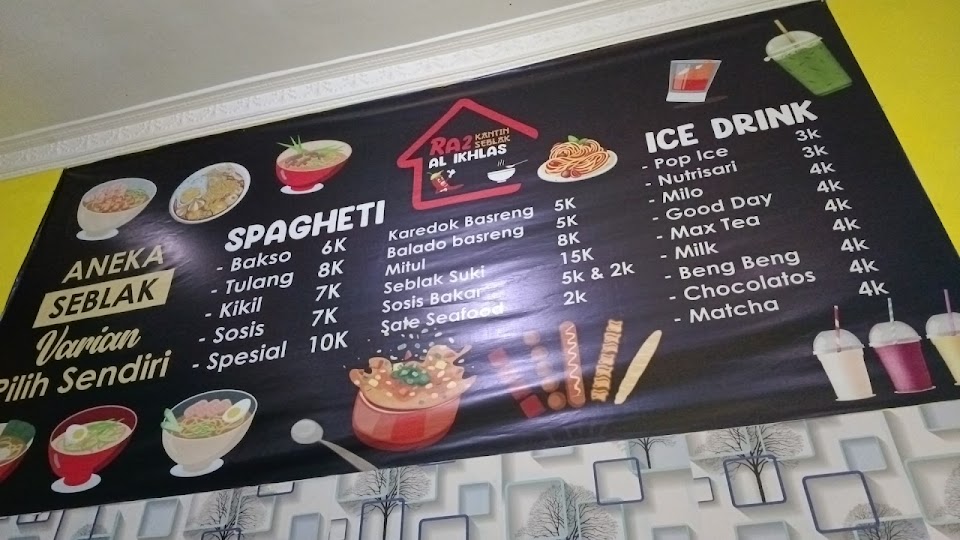 RA2 KANTIN SEBLAK
AL IKHLAS
ANEKA
SEBLAK
Varian
Pilih Sendiri
SPAGHETI
- Bakso 6K
- Tulang 8K
- Kikil 7K
- Sosis 7K
- Spesial 10K
Karedok Basreng 5K
Balado basreng 5K
Mitul 8K
Seblak Suki 15K
Sosis Bakar 5k & 2k
Sate Seafood 2k
ICE DRINK
- Pop Ice 3k
- Nutrisari 3k
- Milo 4k
- Good Day 4k
- Max Tea 4k
- Milk 4k
- Beng Beng 4k
- Chocolatos 4k
- Matcha 4k